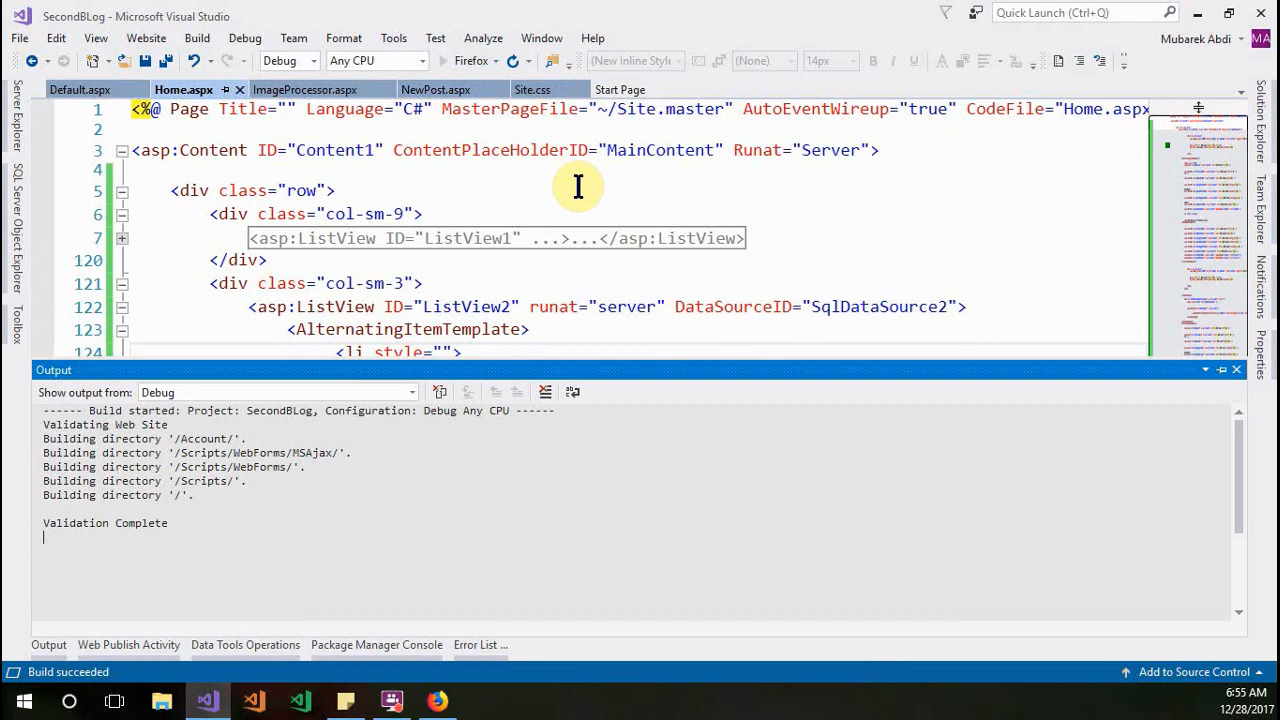 SecondBLog - Microsoft Visual Studio
Quick Launch (Ctrl+Q)
File Edit View Website Build Debug Team Format Tools Test Analyze Window Help
Mubarek Abdi MA
Debug Any CPU Firefox (New Inline Style) (None) 14px B I U A
Default.aspx Home.aspx ImageProcessor.aspx NewPost.aspx Site.css Start Page
Server Explorer
SQL Server Object Explorer
Toolbox
1 <%@ Page Title="" Language="C#" MasterPageFile="~/Site.master" AutoEventWireup="true" CodeFile="Home.aspx
2
3 <asp:Content ID="Content1" ContentPlaceHolderID="MainContent" Runat="Server">
4
5 <div class="row">
6 <div class="col-sm-9">
7 <asp:ListView ID="ListView1" ...>...</asp:ListView>
120 </div>
121 <div class="col-sm-3">
122 <asp:ListView ID="ListView2" runat="server" DataSourceID="SqlDataSource2">
123 <AlternatingItemTemplate>
124 <li style="">
Solution Explorer
Team Explorer
Notifications
Properties
Output
Show output from: Debug
------ Build started: Project: SecondBLog, Configuration: Debug Any CPU ------
Validating Web Site
Building directory '/Account/'.
Building directory '/Scripts/WebForms/MSAjax/'.
Building directory '/Scripts/WebForms/'.
Building directory '/Scripts/'.
Building directory '/'.
Validation Complete
Output Web Publish Activity Data Tools Operations Package Manager Console Error List ...
Build succeeded
Add to Source Control
6:55 AM
12/28/2017